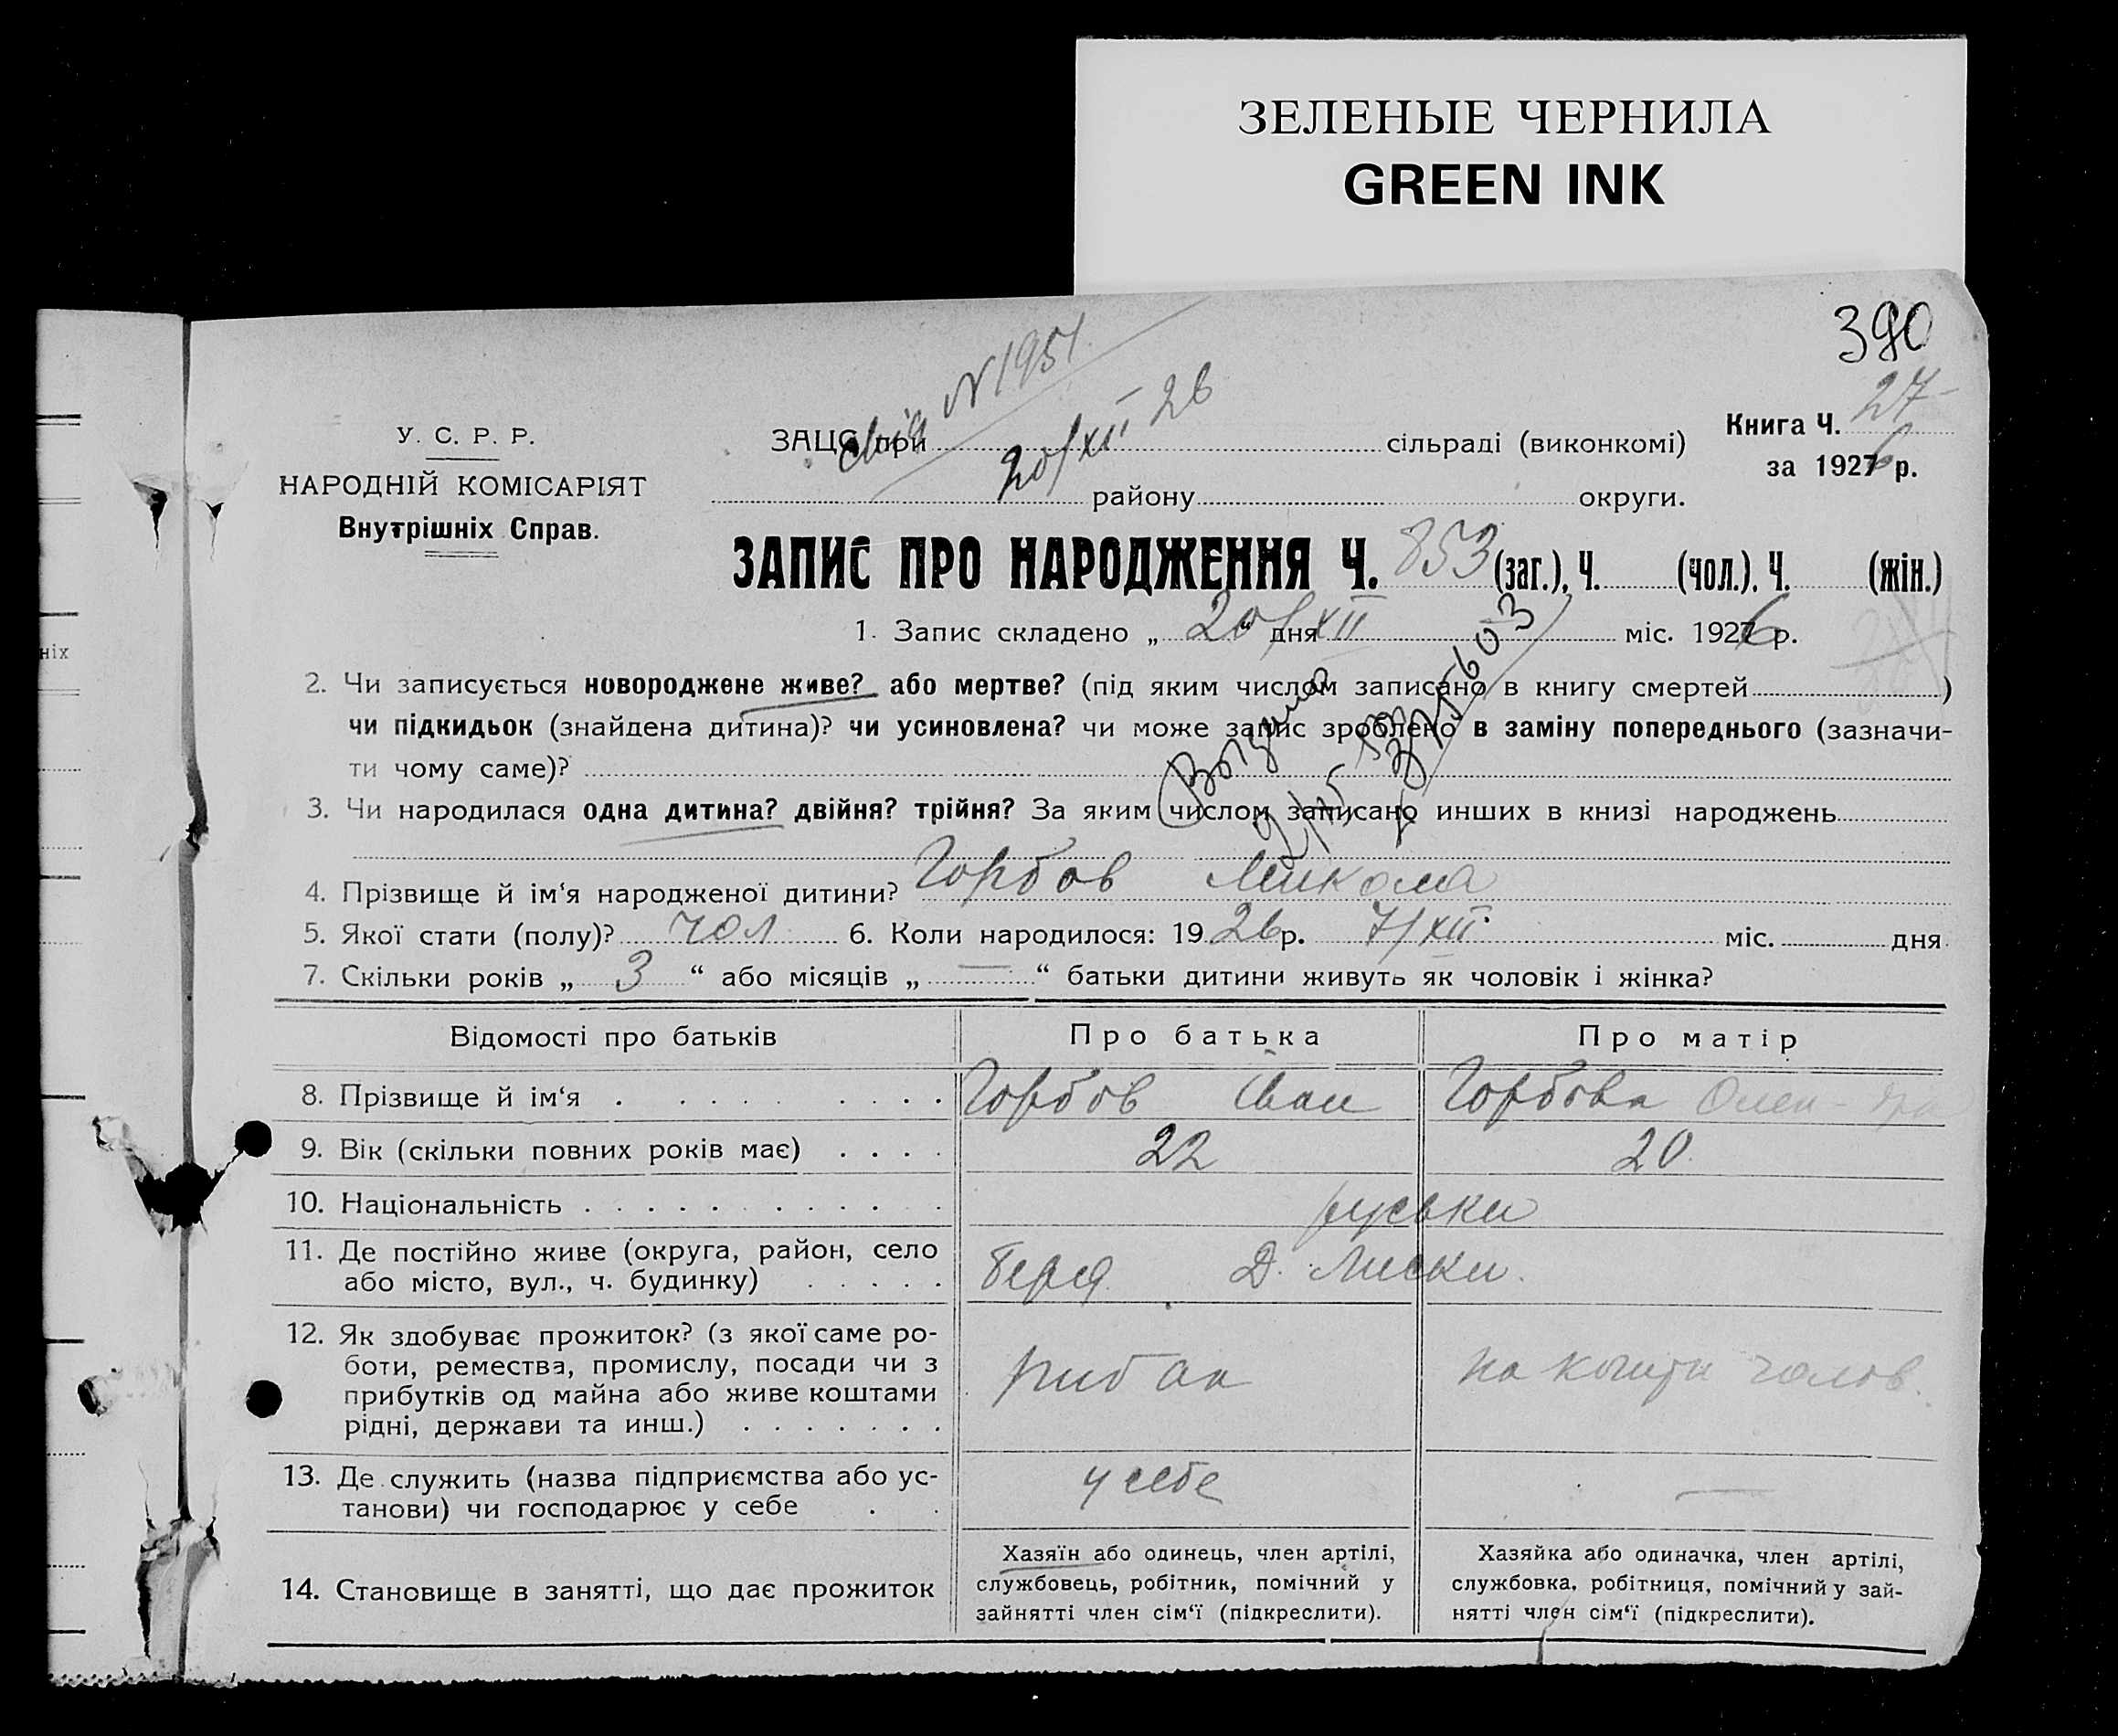 ЗЕЛЕНЫЕ ЧЕРНИЛА
GREEN INK
390
N 1951
20/XII 26
У. С. Р. Р.
НАРОДНІЙ КОМІСАРІЯТ
Внутрішніх Справ.
ЗАЦС при сільраді (виконкомі)
району округи.
Книга Ч. 27
за 1926 р.
ЗАПИС ПРО НАРОДЖЕННЯ Ч. 853 (заг.), Ч. (чол.). Ч. (жін.)
1. Запис складено „ 20/XII “ дня міс. 1926 р.
2. Чи записується новороджене живе? або мертве? (під яким числом записано в книгу смертей )
чи підкидьок (знайдена дитина)? чи усиновлена? чи може запис зроблено в заміну попереднього (зазначи-
ти чому саме)?
3. Чи народилася одна дитина? двійня? трійня? За яким числом записано инших в книзі народжень
4. Прізвище й ім‘я народженої дитини? Горбов Микола
5. Якої стати (полу)? чол 6. Коли народилося: 1926 р. 7/XII міс. дня
7. Скільки років „ 3 “ або місяців „ — “ батьки дитини живуть як чоловік і жінка?
Відомості про батьків Про батька Про матір
8. Прізвище й ім‘я Горбов Іван Горбова
9. Вік (скільки повних років має) 22 20
10. Національність руськи
11. Де постійно живе (округа, район, село
або місто, вул., ч. будинку) Берд. Д. Лиски.
12. Як здобуває прожиток? (з якої саме ро-
боти, ремества, промислу, посади чи з
прибутків од майна або живе коштами
рідні, держави та инш.) рибак на кошти чолов.
13. Де служить (назва підприємства або ус-
танови) чи господарює у себе у себе —
14. Становище в занятті, що дає прожиток
Хазяїн або одинець, член артілі,
службовець, робітник, помічний у
зайнятті член сім‘ї (підкреслити).
Хазяйка або одиначка, член артілі,
службовка, робітниця, помічний у зай-
нятті член сім‘ї (підкреслити).
ніх